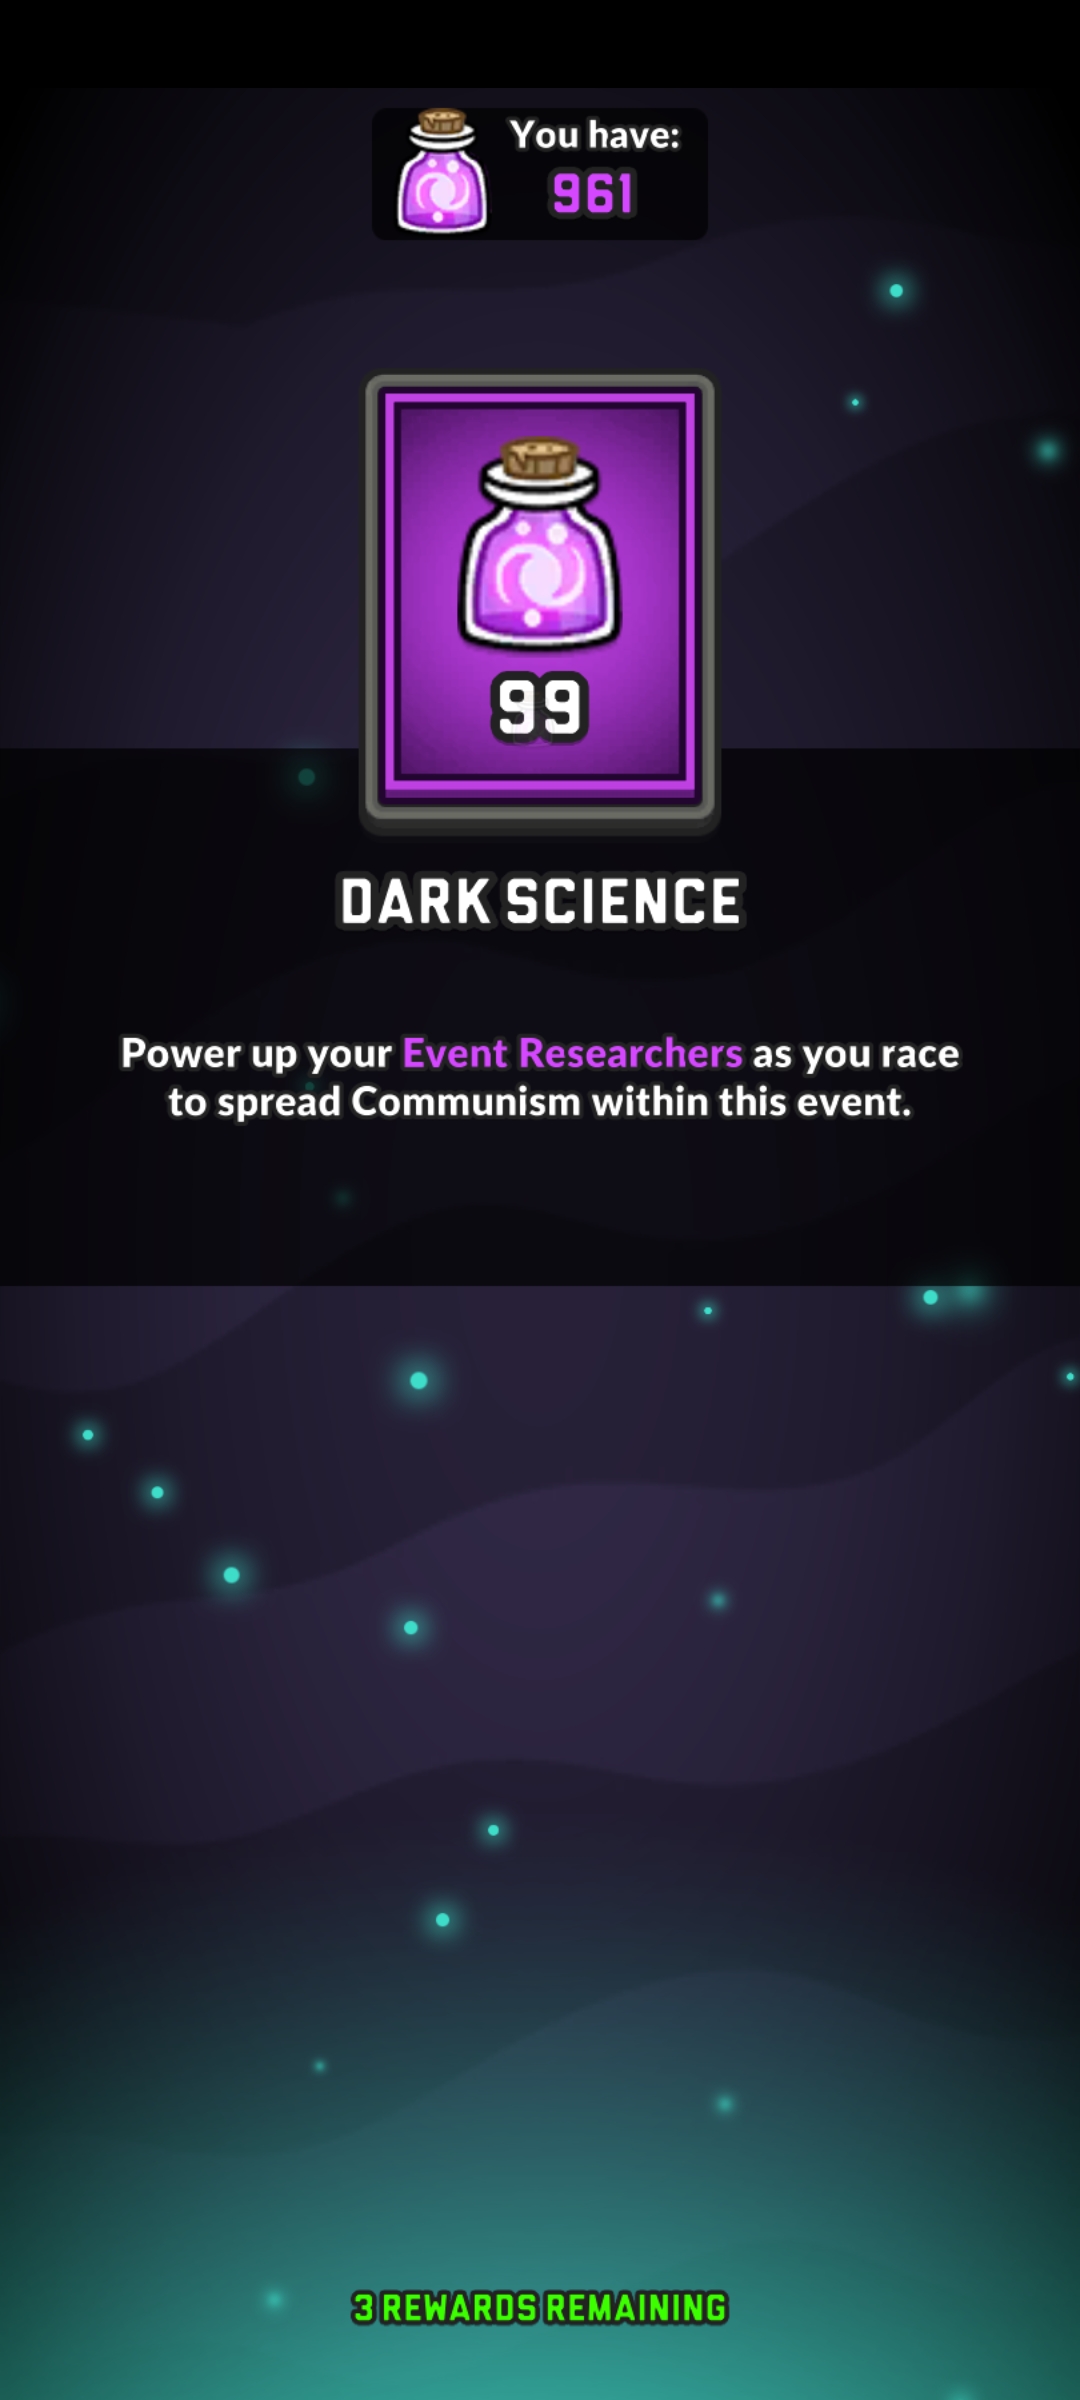 You have:
961
99
DARK SCIENCE
Power up your Event Researchers as you race
to spread Communism within this event.
3 REWARDS REMAINING